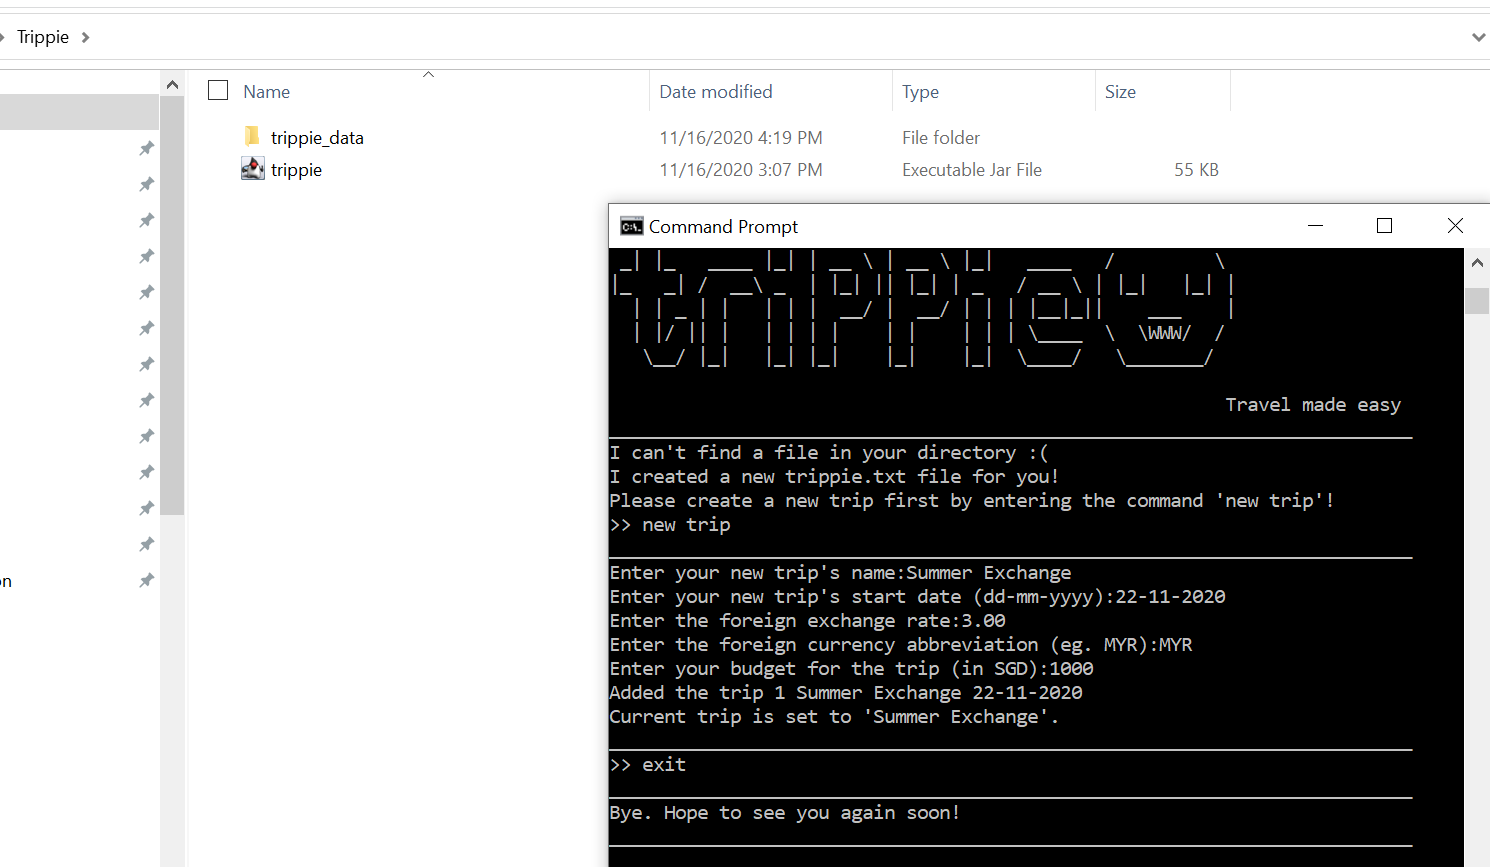 Trippie
Name Date modified Type Size
trippie_data 11/16/2020 4:19 PM File folder
trippie 11/16/2020 3:07 PM Executable Jar File 55 KB
on
Command Prompt
trippie
WWW
Travel made easy
I can't find a file in your directory :(
I created a new trippie.txt file for you!
Please create a new trip first by entering the command 'new trip'!
>> new trip
Enter your new trip's name:Summer Exchange
Enter your new trip's start date (dd-mm-yyyy):22-11-2020
Enter the foreign exchange rate:3.00
Enter the foreign currency abbreviation (eg. MYR):MYR
Enter your budget for the trip (in SGD):1000
Added the trip 1 Summer Exchange 22-11-2020
Current trip is set to 'Summer Exchange'.
>> exit
Bye. Hope to see you again soon!